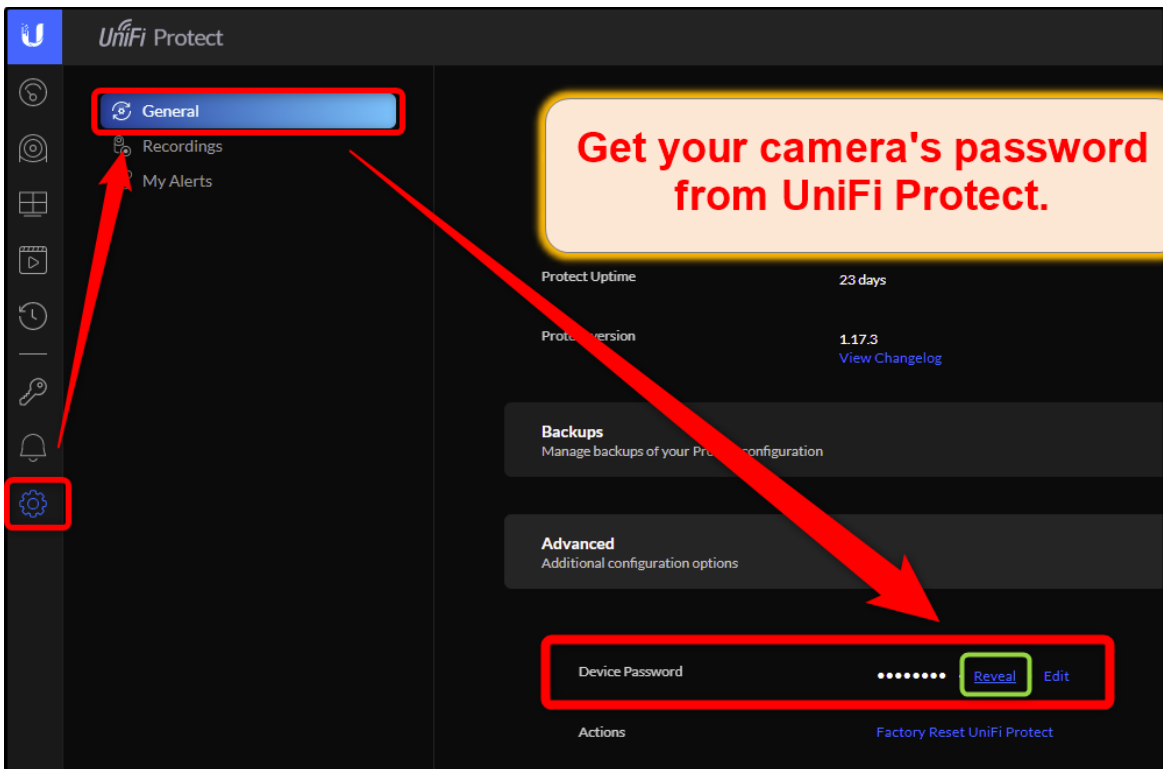 UniFi Protect
General
Recordings
My Alerts
Get your camera's password
from UniFi Protect.
Protect Uptime
23 days
version
1.17.3
View Changelog
Backups
Manage backups of your configuration
Advanced
Additional configuration options
Device Password
•••••••• Reveal Edit
Actions
Factory Reset UniFi Protect